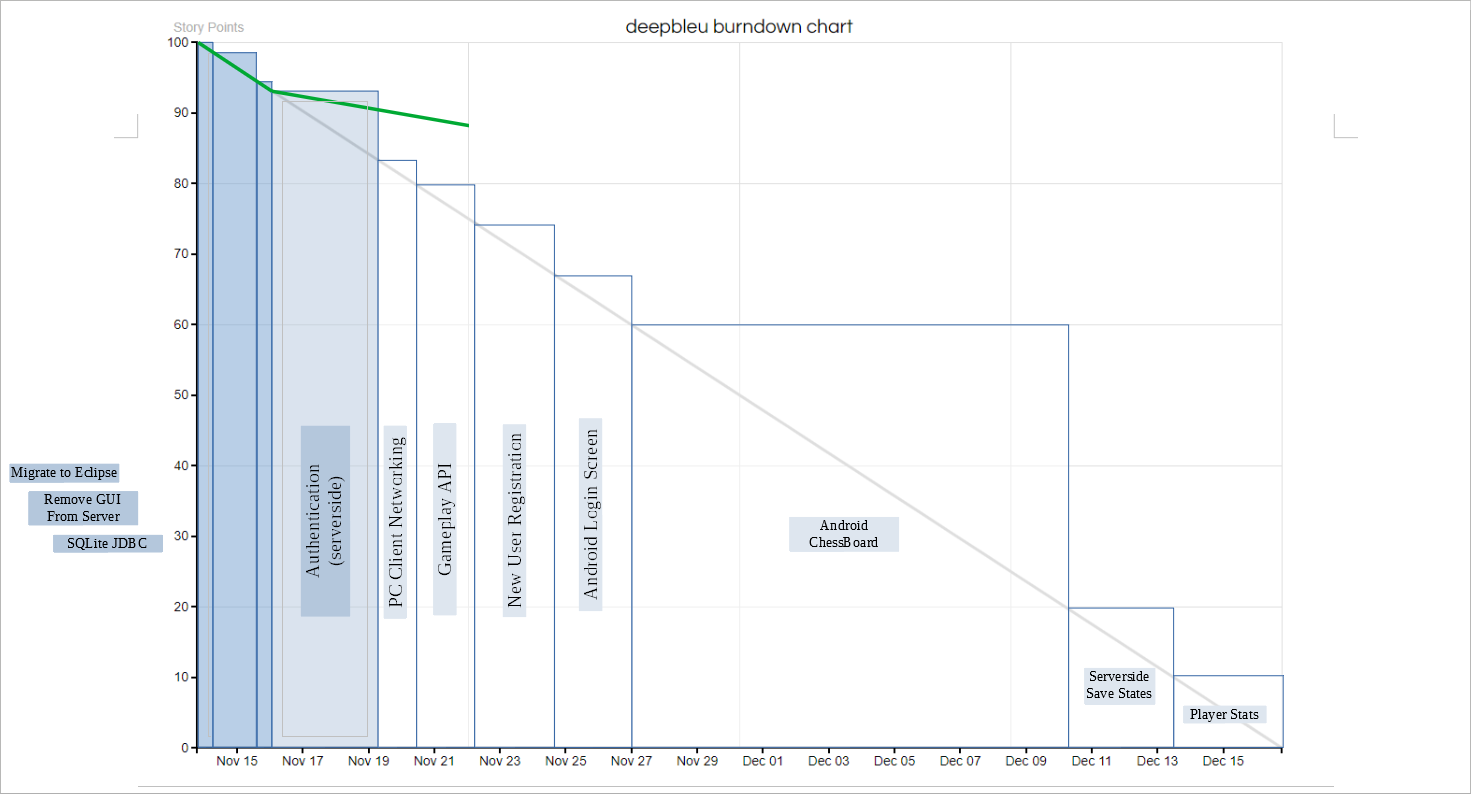 Story Points
deepbleu burndown chart
100
90
80
70
60
50
40
30
20
10
0
Migrate to Eclipse
Remove GUI
From Server
SQLite JDBC
Authentication
(serverside)
PC Client Networking
Gameplay API
New User Registration
Android Login Screen
Android
ChessBoard
Serverside
Save States
Player Stats
Nov 15 Nov 17 Nov 19 Nov 21 Nov 23 Nov 25 Nov 27 Nov 29 Dec 01 Dec 03 Dec 05 Dec 07 Dec 09 Dec 11 Dec 13 Dec 15